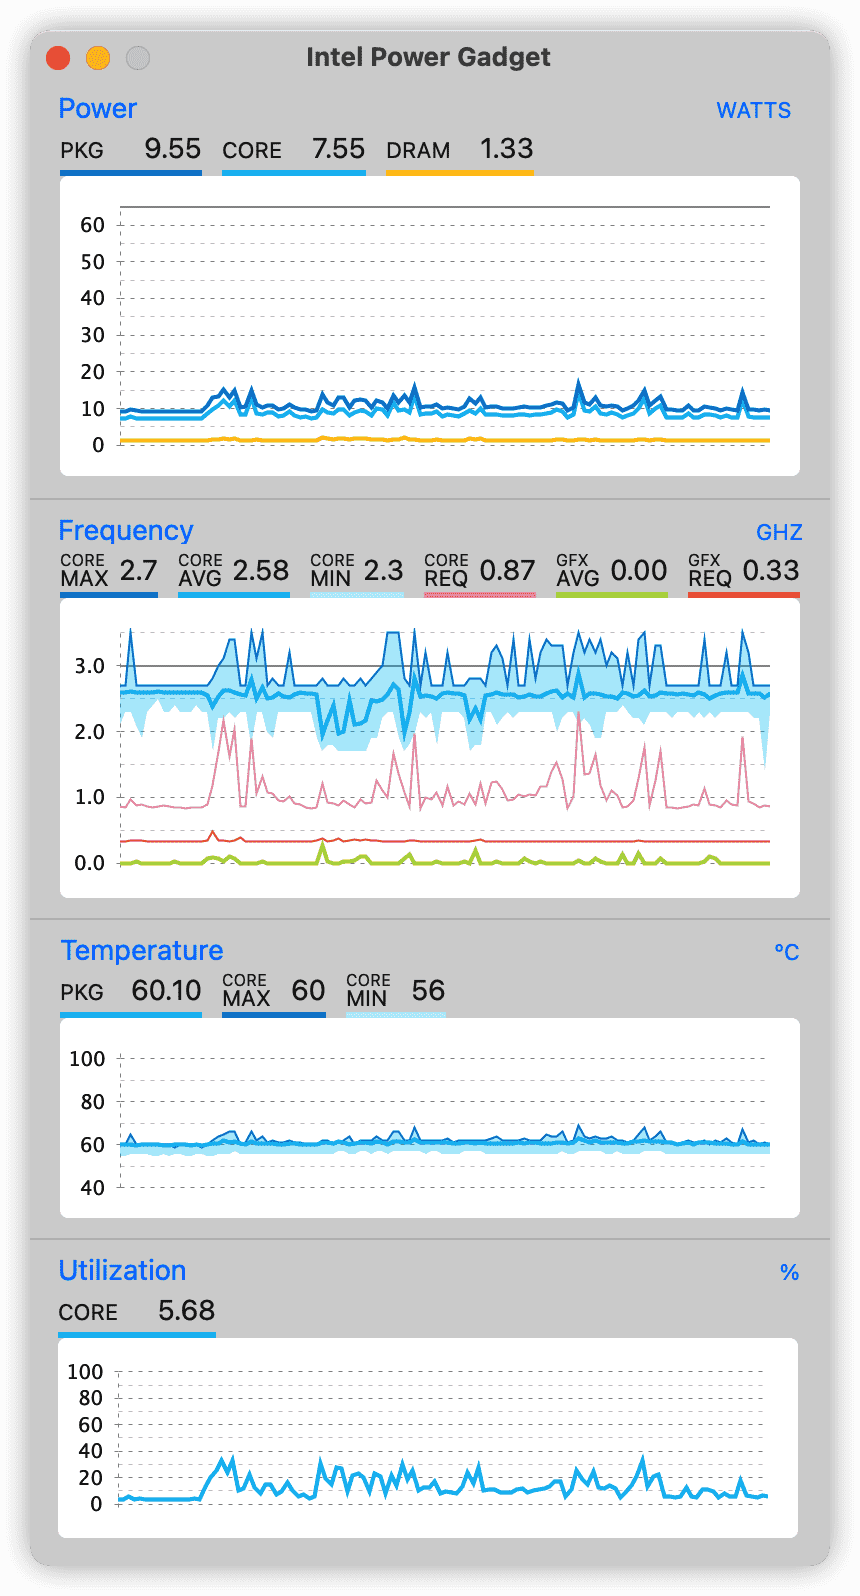 Intel Power Gadget
Power WATTS
PKG 9.55 CORE 7.55 DRAM 1.33
60
50
40
30
20
10
0
Frequency GHZ
CORE MAX 2.7 CORE AVG 2.58 CORE MIN 2.3 CORE REQ 0.87 GFX AVG 0.00 GFX REQ 0.33
3.0
2.0
1.0
0.0
Temperature °C
PKG 60.10 CORE MAX 60 CORE MIN 56
100
80
60
40
Utilization %
CORE 5.68
100
80
60
40
20
0